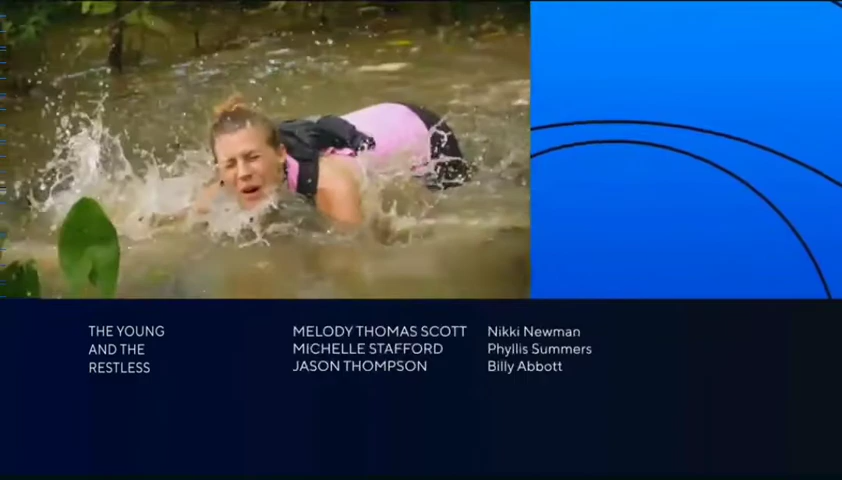 THE YOUNG
AND THE
RESTLESS
MELODY THOMAS SCOTT Nikki Newman
MICHELLE STAFFORD Phyllis Summers
JASON THOMPSON Billy Abbott